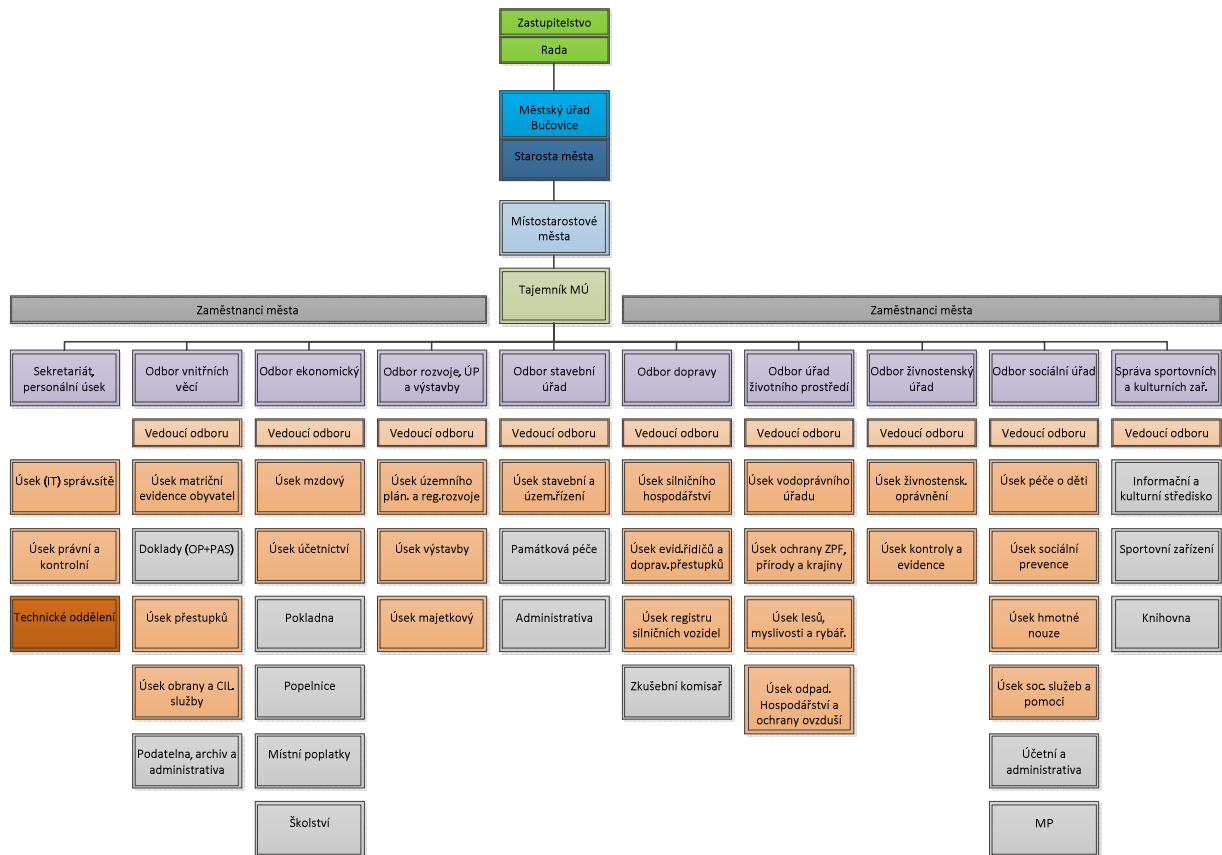 Zastupitelstvo
Rada
Městský úřad
Bučovice
Starosta města
Místostarostové
města
Tajemník MÚ
Zaměstnanci města
Zaměstnanci města
Sekretariát,
personální úsek
Odbor vnitřních
věcí
Odbor ekonomický
Odbor rozvoje, ÚP
a výstavby
Odbor stavební
úřad
Odbor dopravy
Odbor úřad
životního prostředí
Odbor živnostenský
úřad
Odbor sociální úřad
Správa sportovních
a kulturních zař.
Vedoucí odboru
Vedoucí odboru
Vedoucí odboru
Vedoucí odboru
Vedoucí odboru
Vedoucí odboru
Vedoucí odboru
Vedoucí odboru
Vedoucí odboru
Úsek (IT) správ.sítě
Úsek matriční
evidence obyvatel
Úsek mzdový
Úsek územního
plán. a reg.rozvoje
Úsek stavební a
územ.řízení
Úsek silničního
hospodářství
Úsek vodoprávního
úřadu
Úsek živnostensk.
oprávnění
Úsek péče o děti
Informační a
kulturní středisko
Úsek právní a
kontrolní
Doklady (OP+PAS)
Úsek účetnictví
Úsek výstavby
Památková péče
Úsek evid.řidičů a
doprav.přestupků
Úsek ochrany ZPF,
přírody a krajiny
Úsek kontroly a
evidence
Úsek sociální
prevence
Sportovní zařízení
Technické oddělení
Úsek přestupků
Pokladna
Úsek majetkový
Administrativa
Úsek registru
silničních vozidel
Úsek lesů,
myslivosti a rybář.
Úsek hmotné
nouze
Knihovna
Úsek obrany a CIL.
služby
Popelnice
Zkušební komisař
Úsek odpad.
Hospodářství a
ochrany ovzduší
Úsek soc. služeb a
pomoci
Podatelna, archiv a
administrativa
Místní poplatky
Účetní a
administrativa
Školství
MP